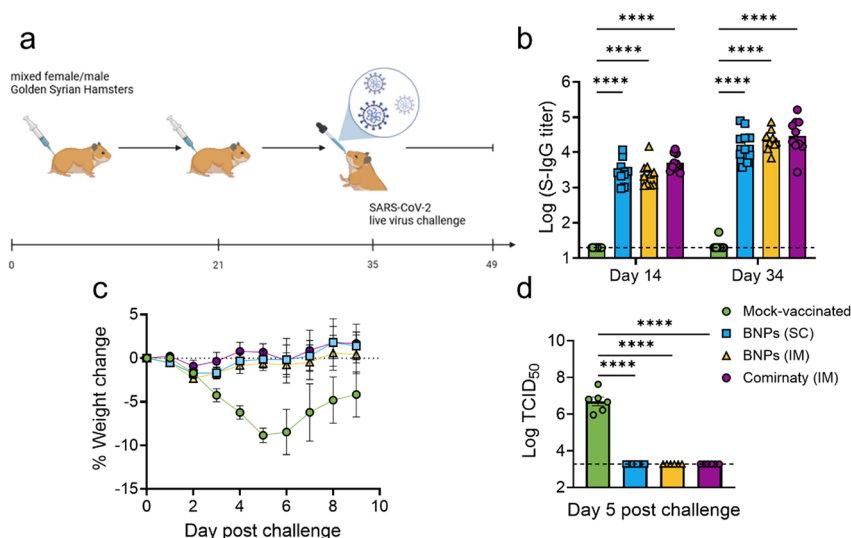 a
mixed female/male
Golden Syrian Hamsters
SARS-CoV-2
live virus challenge
0
21
35
49
b
****
****
****
****
****
****
Log (S-IgG titer)
6
5
4
3
2
1
Day 14
Day 34
c
% Weight change
5
0
-5
-10
-15
0
2
4
6
8
10
Day post challenge
d
****
****
****
Log TCID50
10
8
6
4
2
Day 5 post challenge
Mock-vaccinated
BNPs (SC)
BNPs (IM)
Comirnaty (IM)